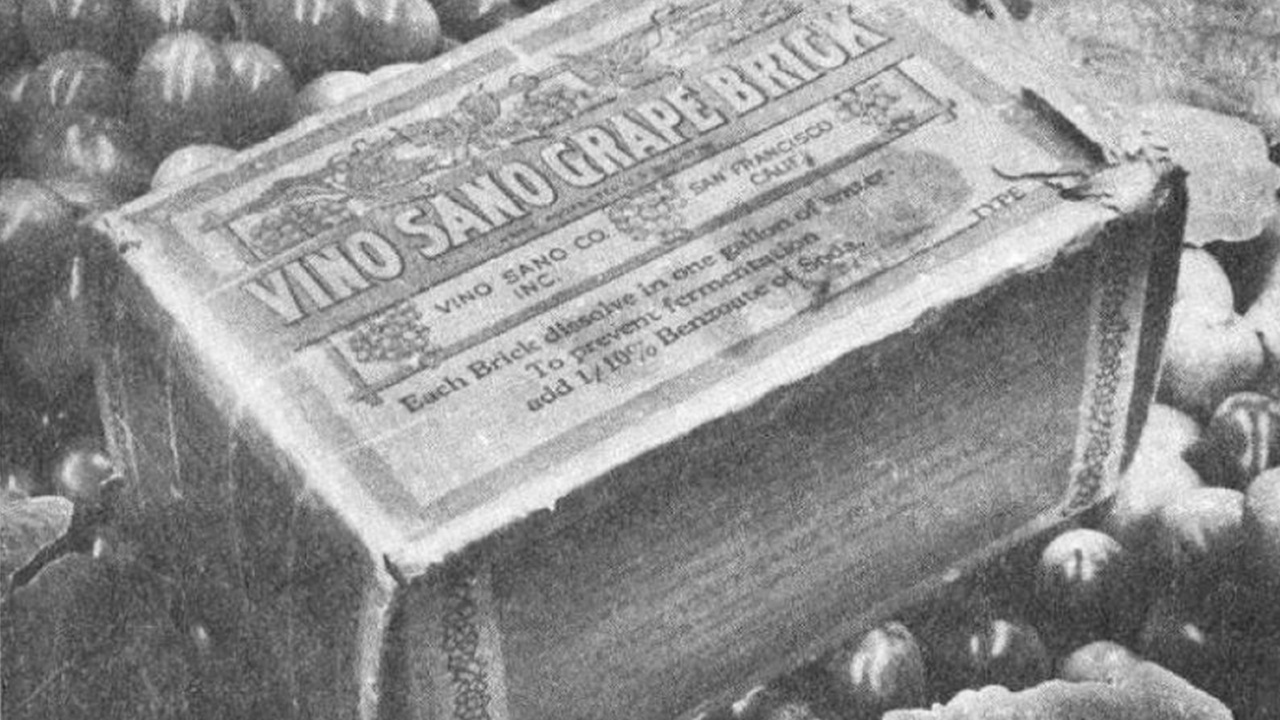 VINO SANO GRAPE BRICK
VINO SANO CO. INC.
SAN FRANCISCO CALIF.
Each Brick dissolve in one gallon of water.
To prevent fermentation
add 1/10% Benzoate of Soda.
TYPE